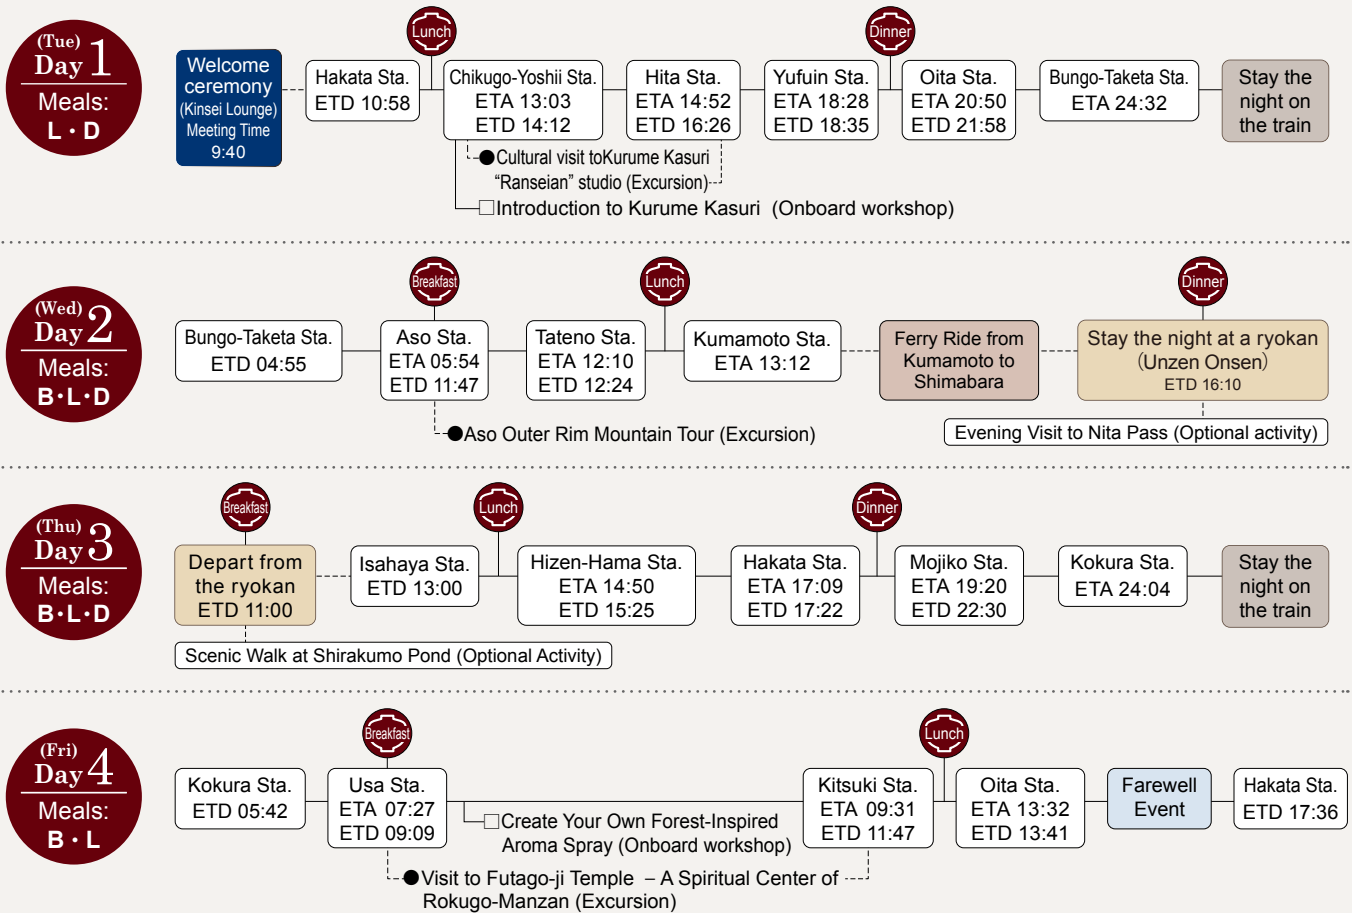 (Tue)
Day 1
Meals:
L・D
Welcome
ceremony
(Kinsei Lounge)
Meeting Time
9:40
Hakata Sta.
ETD 10:58
Lunch
Chikugo-Yoshii Sta.
ETA 13:03
ETD 14:12
Hita Sta.
ETA 14:52
ETD 16:26
Yufuin Sta.
ETA 18:28
ETD 18:35
Dinner
Oita Sta.
ETA 20:50
ETD 21:58
Bungo-Taketa Sta.
ETA 24:32
Stay the
night on
the train
●Cultural visit toKurume Kasuri
“Ranseian” studio (Excursion)
□Introduction to Kurume Kasuri (Onboard workshop)
(Wed)
Day 2
Meals:
B・L・D
Bungo-Taketa Sta.
ETD 04:55
Breakfast
Aso Sta.
ETA 05:54
ETD 11:47
Tateno Sta.
ETA 12:10
ETD 12:24
Lunch
Kumamoto Sta.
ETA 13:12
Ferry Ride from
Kumamoto to
Shimabara
Dinner
Stay the night at a ryokan
(Unzen Onsen)
ETD 16:10
●Aso Outer Rim Mountain Tour (Excursion)
Evening Visit to Nita Pass (Optional activity)
(Thu)
Day 3
Meals:
B・L・D
Breakfast
Depart from
the ryokan
ETD 11:00
Isahaya Sta.
ETD 13:00
Lunch
Hizen-Hama Sta.
ETA 14:50
ETD 15:25
Hakata Sta.
ETA 17:09
ETD 17:22
Dinner
Mojiko Sta.
ETA 19:20
ETD 22:30
Kokura Sta.
ETA 24:04
Stay the
night on
the train
Scenic Walk at Shirakumo Pond (Optional Activity)
(Fri)
Day 4
Meals:
B・L
Kokura Sta.
ETD 05:42
Breakfast
Usa Sta.
ETA 07:27
ETD 09:09
□Create Your Own Forest-Inspired
Aroma Spray (Onboard workshop)
Kitsuki Sta.
ETA 09:31
ETD 11:47
Lunch
Oita Sta.
ETA 13:32
ETD 13:41
Farewell
Event
Hakata Sta.
ETD 17:36
●Visit to Futago-ji Temple – A Spiritual Center of
Rokugo-Manzan (Excursion)